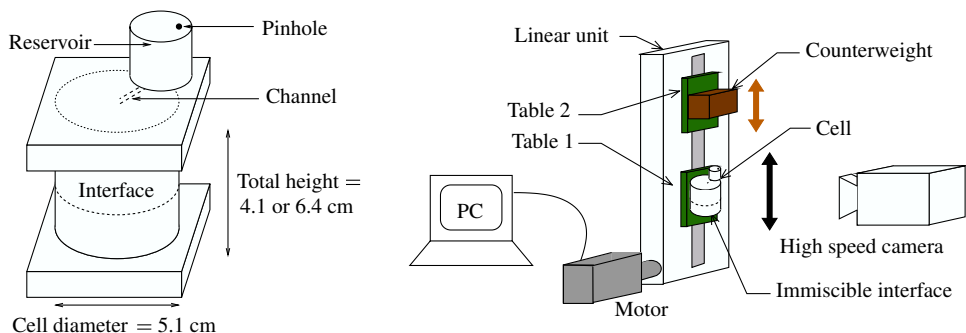 Pinhole
Reservoir
Channel
Interface
Total height =
4.1 or 6.4 cm
Cell diameter = 5.1 cm
Linear unit
Counterweight
Table 2
Table 1
Cell
PC
High speed camera
Immiscible interface
Motor